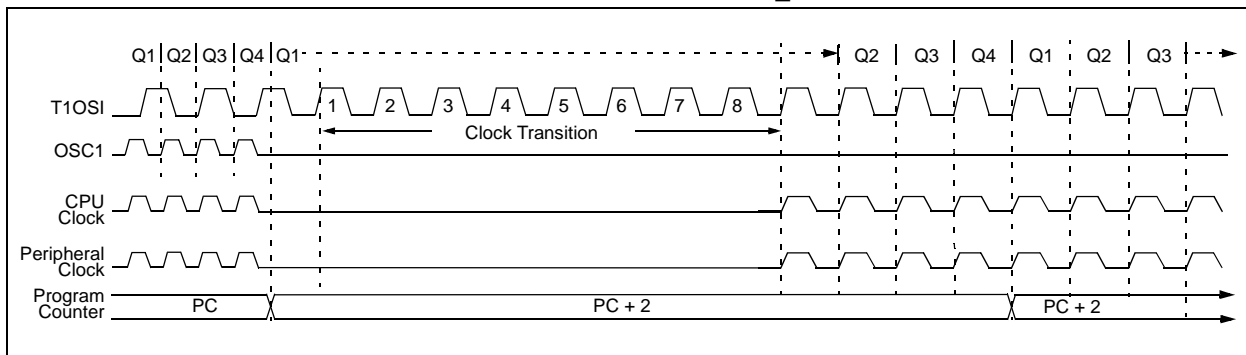 Q1 Q2 Q3 Q4 Q1 Q2 Q3 Q4 Q1 Q2 Q3
T1OSI 1 2 3 4 5 6 7 8
Clock Transition
OSC1
CPU
Clock
Peripheral
Clock
Program
Counter
PC PC + 2 PC + 2